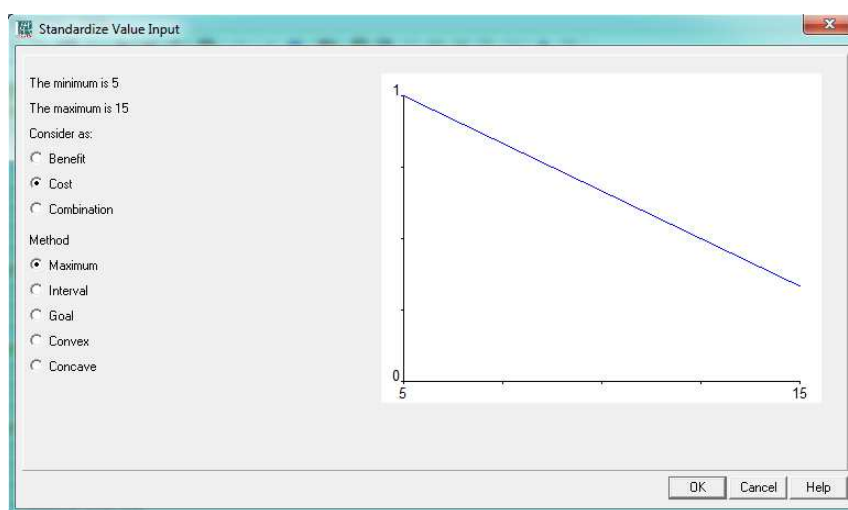 Standardize Value Input
The minimum is 5
The maximum is 15
Consider as:
Benefit
Cost
Combination
Method
Maximum
Interval
Goal
Convex
Concave
1
0
5
15
OK
Cancel
Help